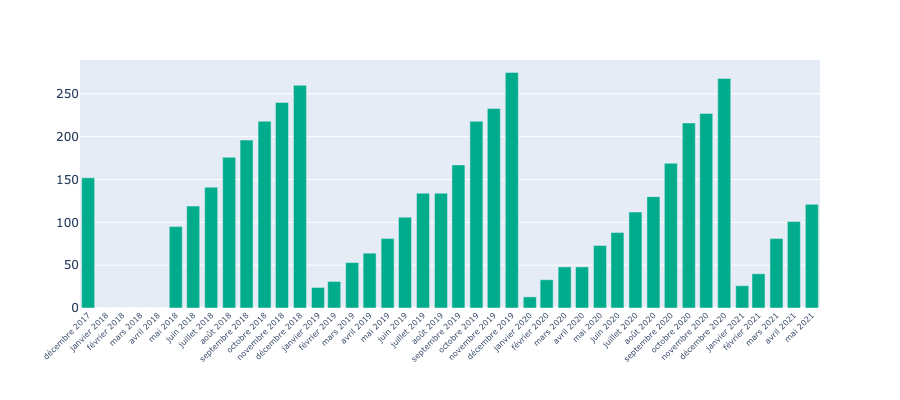 250
200
150
100
50
0
décembre 2017
janvier 2018
février 2018
mars 2018
avril 2018
mai 2018
juin 2018
juillet 2018
août 2018
septembre 2018
octobre 2018
novembre 2018
décembre 2018
janvier 2019
février 2019
mars 2019
avril 2019
mai 2019
juin 2019
juillet 2019
août 2019
septembre 2019
octobre 2019
novembre 2019
décembre 2019
janvier 2020
février 2020
mars 2020
avril 2020
mai 2020
juin 2020
juillet 2020
août 2020
septembre 2020
octobre 2020
novembre 2020
décembre 2020
janvier 2021
février 2021
mars 2021
avril 2021
mai 2021